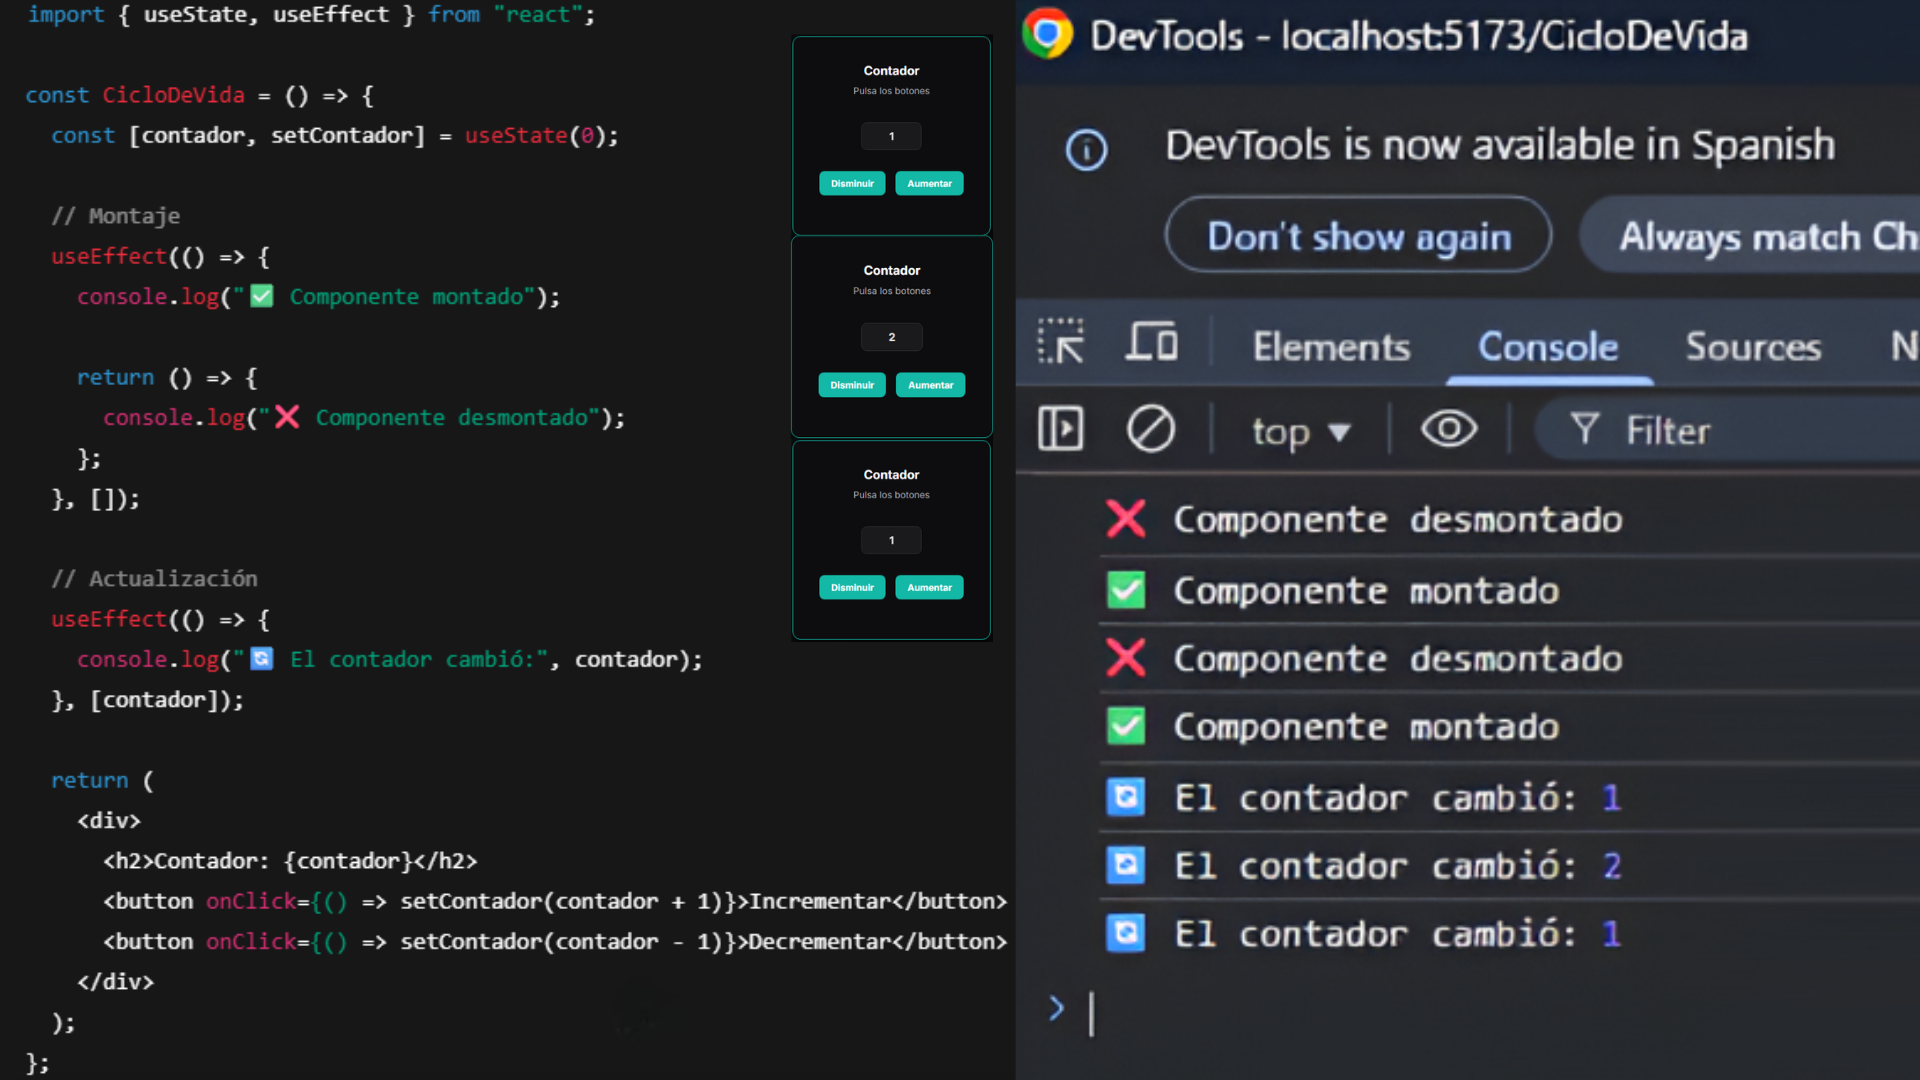 import { useState, useEffect } from "react";
const CicloDeVida = () => {
const [contador, setContador] = useState(0);
// Montaje
useEffect(() => {
console.log("✅ Componente montado");
return () => {
console.log("❌ Componente desmontado");
};
}, []);
// Actualización
useEffect(() => {
console.log("🔄 El contador cambió:", contador);
}, [contador]);
return (
<div>
<h2>Contador: {contador}</h2>
<button onClick={() => setContador(contador + 1)}>Incrementar</button>
<button onClick={() => setContador(contador - 1)}>Decrementar</button>
</div>
);
};
Contador
Pulsa los botones
1
Disminuir Aumentar
Contador
Pulsa los botones
2
Disminuir Aumentar
Contador
Pulsa los botones
1
Disminuir Aumentar
DevTools - localhost:5173/CicloDeVida
DevTools is now available in Spanish
Don't show again Always match Ch
Elements Console Sources N
top Filter
❌ Componente desmontado
✅ Componente montado
❌ Componente desmontado
✅ Componente montado
🔄 El contador cambió: 1
🔄 El contador cambió: 2
🔄 El contador cambió: 1
>